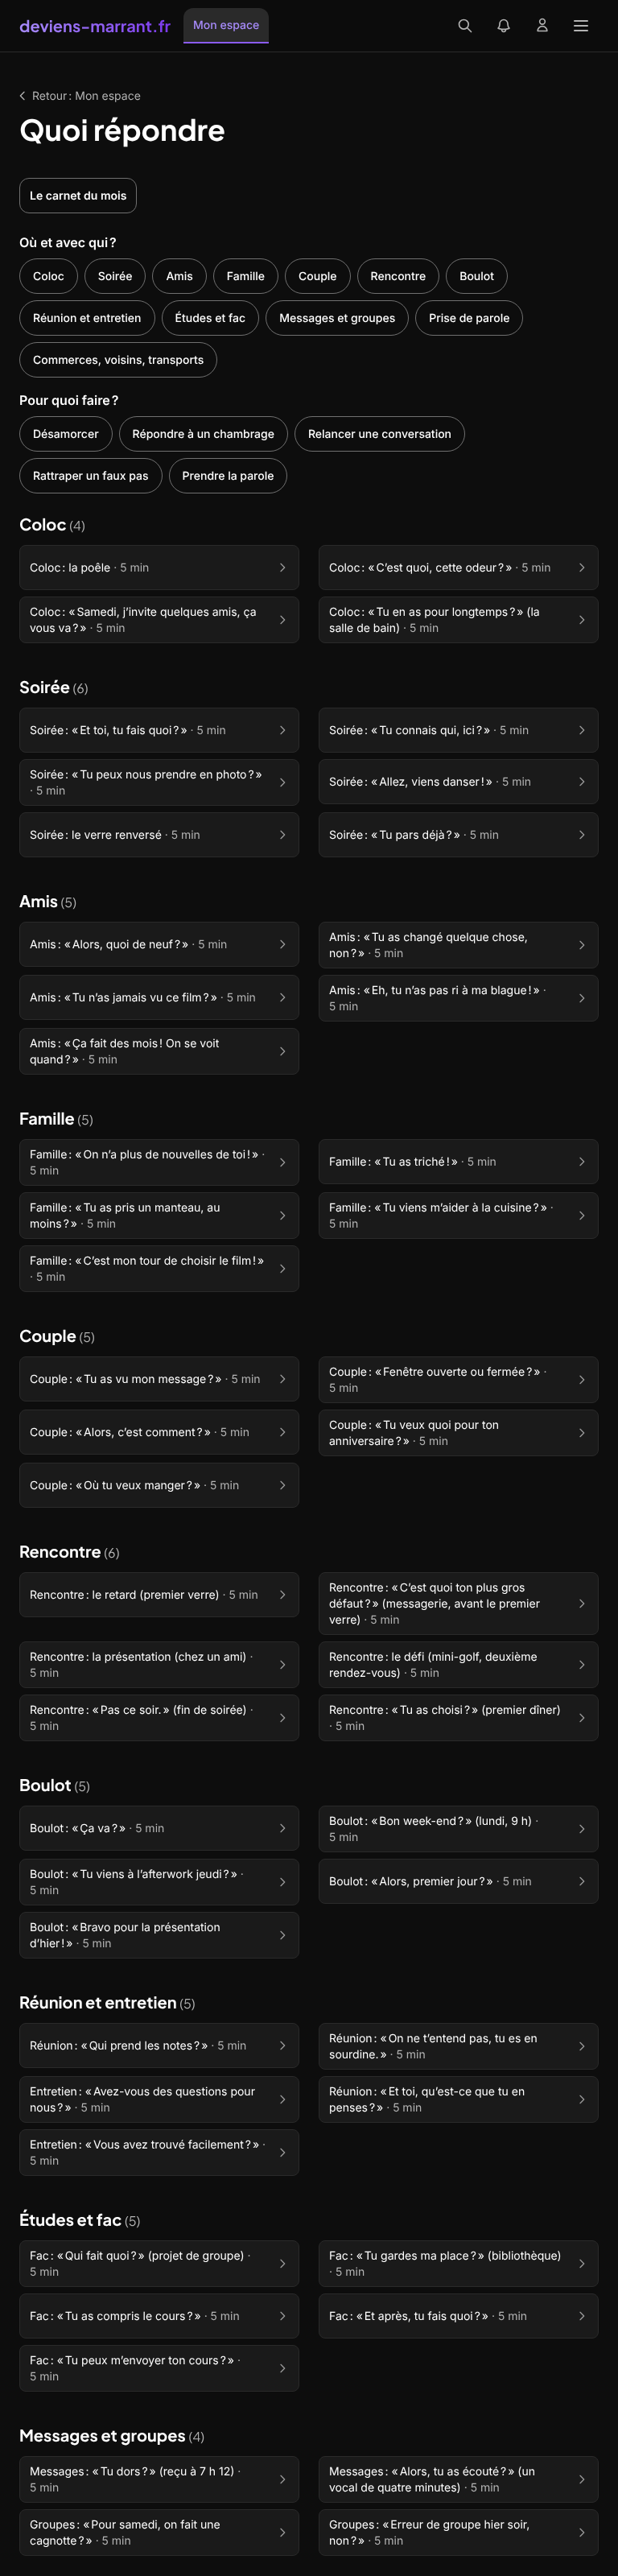 deviens-marrant.fr
Mon espace
Retour : Mon espace
Quoi répondre
Le carnet du mois
Où et avec qui ?
Coloc
Soirée
Amis
Famille
Couple
Rencontre
Boulot
Réunion et entretien
Études et fac
Messages et groupes
Prise de parole
Commerces, voisins, transports
Pour quoi faire ?
Désamorcer
Répondre à un chambrage
Relancer une conversation
Rattraper un faux pas
Prendre la parole
Coloc (4)
Coloc : la poêle · 5 min
Coloc : « C’est quoi, cette odeur ? » · 5 min
Coloc : « Samedi, j’invite quelques amis, ça
vous va ? » · 5 min
Coloc : « Tu en as pour longtemps ? » (la
salle de bain) · 5 min
Soirée (6)
Soirée : « Et toi, tu fais quoi ? » · 5 min
Soirée : « Tu connais qui, ici ? » · 5 min
Soirée : « Tu peux nous prendre en photo ? »
· 5 min
Soirée : « Allez, viens danser ! » · 5 min
Soirée : le verre renversé · 5 min
Soirée : « Tu pars déjà ? » · 5 min
Amis (5)
Amis : « Alors, quoi de neuf ? » · 5 min
Amis : « Tu as changé quelque chose,
non ? » · 5 min
Amis : « Tu n’as jamais vu ce film ? » · 5 min
Amis : « Eh, tu n’as pas ri à ma blague ! » ·
5 min
Amis : « Ça fait des mois ! On se voit
quand ? » · 5 min
Famille (5)
Famille : « On n’a plus de nouvelles de toi ! » ·
5 min
Famille : « Tu as triché ! » · 5 min
Famille : « Tu as pris un manteau, au
moins ? » · 5 min
Famille : « Tu viens m’aider à la cuisine ? » ·
5 min
Famille : « C’est mon tour de choisir le film ! »
· 5 min
Couple (5)
Couple : « Tu as vu mon message ? » · 5 min
Couple : « Fenêtre ouverte ou fermée ? » ·
5 min
Couple : « Alors, c’est comment ? » · 5 min
Couple : « Tu veux quoi pour ton
anniversaire ? » · 5 min
Couple : « Où tu veux manger ? » · 5 min
Rencontre (6)
Rencontre : le retard (premier verre) · 5 min
Rencontre : « C’est quoi ton plus gros
défaut ? » (messagerie, avant le premier
verre) · 5 min
Rencontre : la présentation (chez un ami) ·
5 min
Rencontre : le défi (mini-golf, deuxième
rendez-vous) · 5 min
Rencontre : « Pas ce soir. » (fin de soirée) ·
5 min
Rencontre : « Tu as choisi ? » (premier dîner)
· 5 min
Boulot (5)
Boulot : « Ça va ? » · 5 min
Boulot : « Bon week-end ? » (lundi, 9 h) ·
5 min
Boulot : « Tu viens à l’afterwork jeudi ? » ·
5 min
Boulot : « Alors, premier jour ? » · 5 min
Boulot : « Bravo pour la présentation
d’hier ! » · 5 min
Réunion et entretien (5)
Réunion : « Qui prend les notes ? » · 5 min
Réunion : « On ne t’entend pas, tu es en
sourdine. » · 5 min
Entretien : « Avez-vous des questions pour
nous ? » · 5 min
Réunion : « Et toi, qu’est-ce que tu en
penses ? » · 5 min
Entretien : « Vous avez trouvé facilement ? » ·
5 min
Études et fac (5)
Fac : « Qui fait quoi ? » (projet de groupe) ·
5 min
Fac : « Tu gardes ma place ? » (bibliothèque)
· 5 min
Fac : « Tu as compris le cours ? » · 5 min
Fac : « Et après, tu fais quoi ? » · 5 min
Fac : « Tu peux m’envoyer ton cours ? » ·
5 min
Messages et groupes (4)
Messages : « Tu dors ? » (reçu à 7 h 12) ·
5 min
Messages : « Alors, tu as écouté ? » (un
vocal de quatre minutes) · 5 min
Groupes : « Pour samedi, on fait une
cagnotte ? » · 5 min
Groupes : « Erreur de groupe hier soir,
non ? » · 5 min